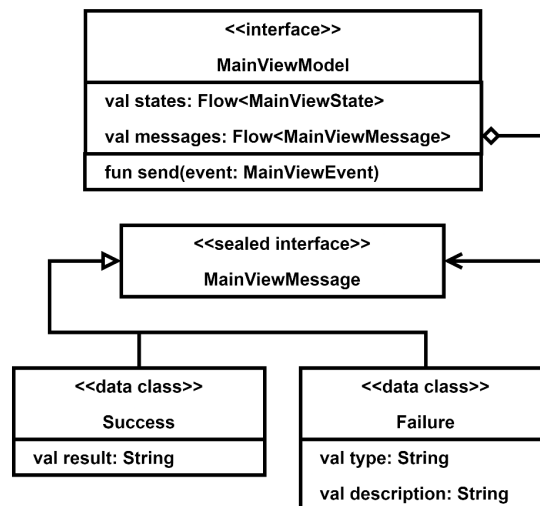 <<interface>>
MainViewModel
val states: Flow<MainViewState>
val messages: Flow<MainViewMessage>
fun send(event: MainViewEvent)
<<sealed interface>>
MainViewMessage
<<data class>>
Success
val result: String
<<data class>>
Failure
val type: String
val description: String